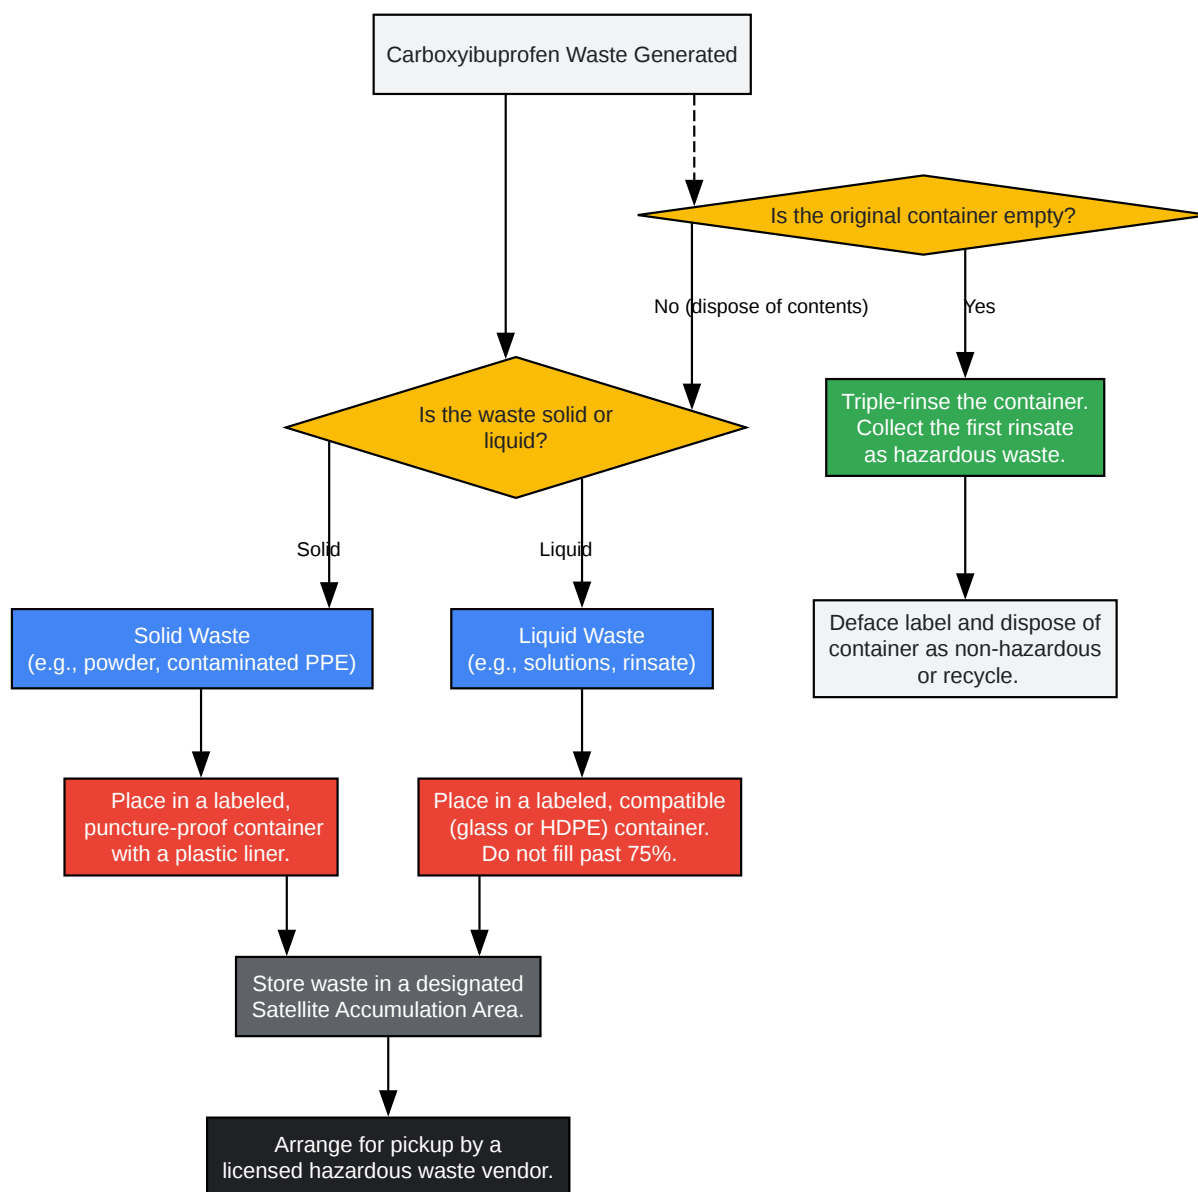 Carboxyibuprofen Waste Generated
Is the original container empty?
No (dispose of contents)
Yes
Is the waste solid or
liquid?
Triple-rinse the container.
Collect the first rinsate
as hazardous waste.
Solid
Liquid
Solid Waste
(e.g., powder, contaminated PPE)
Liquid Waste
(e.g., solutions, rinsate)
Deface label and dispose of
container as non-hazardous
or recycle.
Place in a labeled,
puncture-proof container
with a plastic liner.
Place in a labeled, compatible
(glass or HDPE) container.
Do not fill past 75%.
Store waste in a designated
Satellite Accumulation Area.
Arrange for pickup by a
licensed hazardous waste vendor.